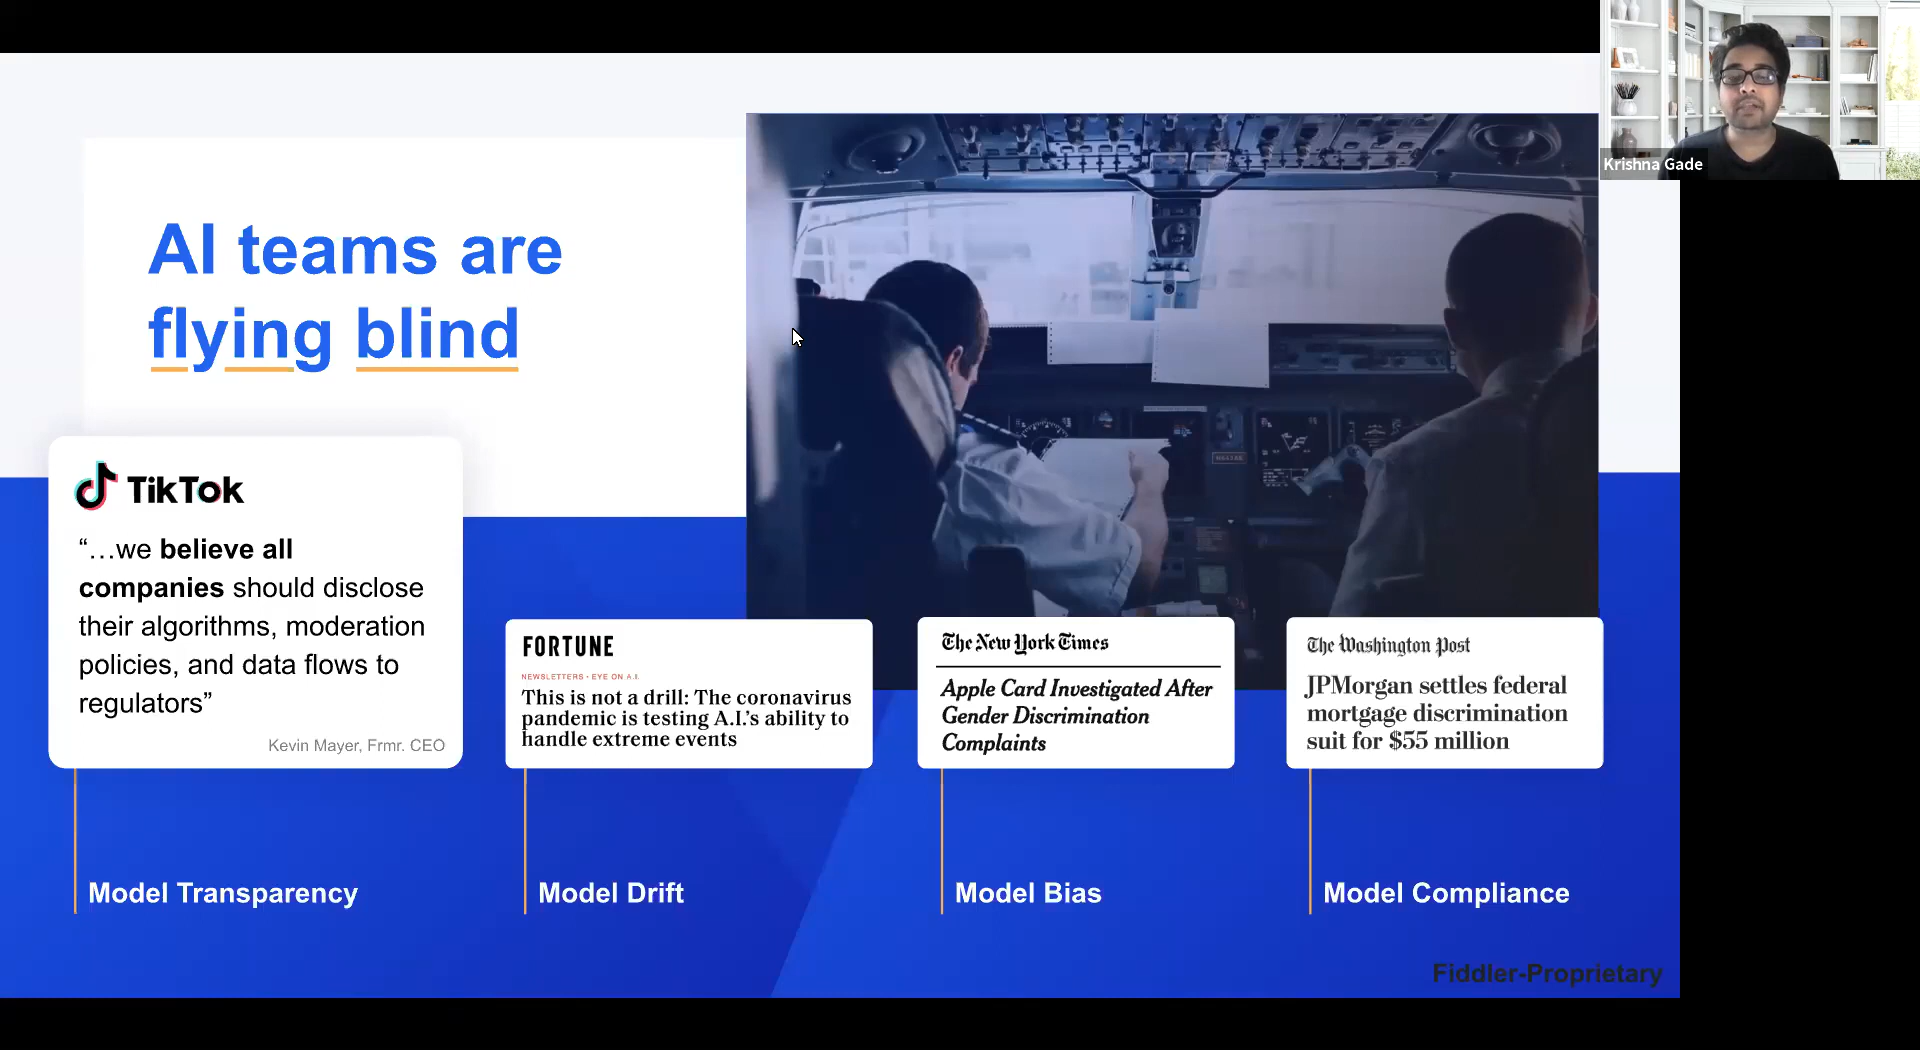 Krishna Gade
AI teams are
flying blind
TikTok
“…we believe all
companies should disclose
their algorithms, moderation
policies, and data flows to
regulators”
Kevin Mayer, Frmr. CEO
FORTUNE
NEWSLETTERS • EYE ON A.I.
This is not a drill: The coronavirus
pandemic is testing A.I.’s ability to
handle extreme events
The New York Times
Apple Card Investigated After
Gender Discrimination
Complaints
The Washington Post
JPMorgan settles federal
mortgage discrimination
suit for $55 million
Model Transparency
Model Drift
Model Bias
Model Compliance
Fiddler-Proprietary